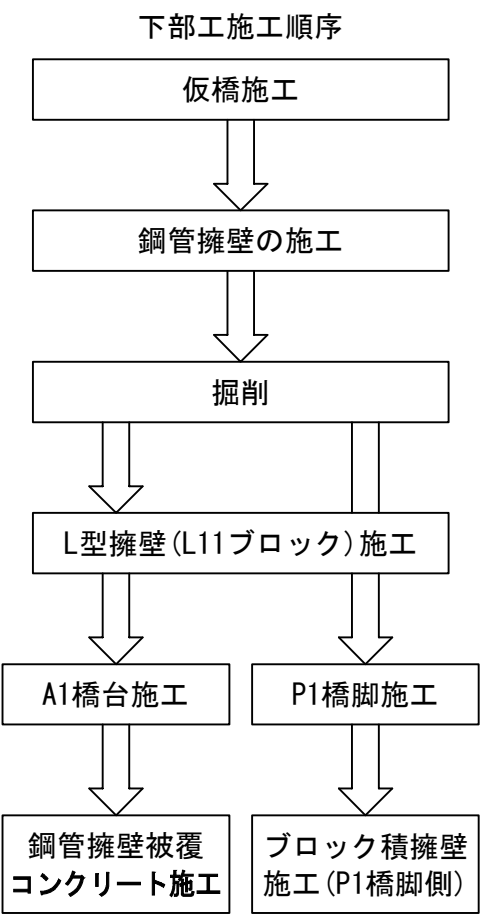 下部工施工順序
仮橋施工
鋼管擁壁の施工
掘削
L型擁壁(L11ブロック)施工
A1橋台施工
P1橋脚施工
鋼管擁壁被覆
コンクリート施工
ブロック積擁壁
施工(P1橋脚側)